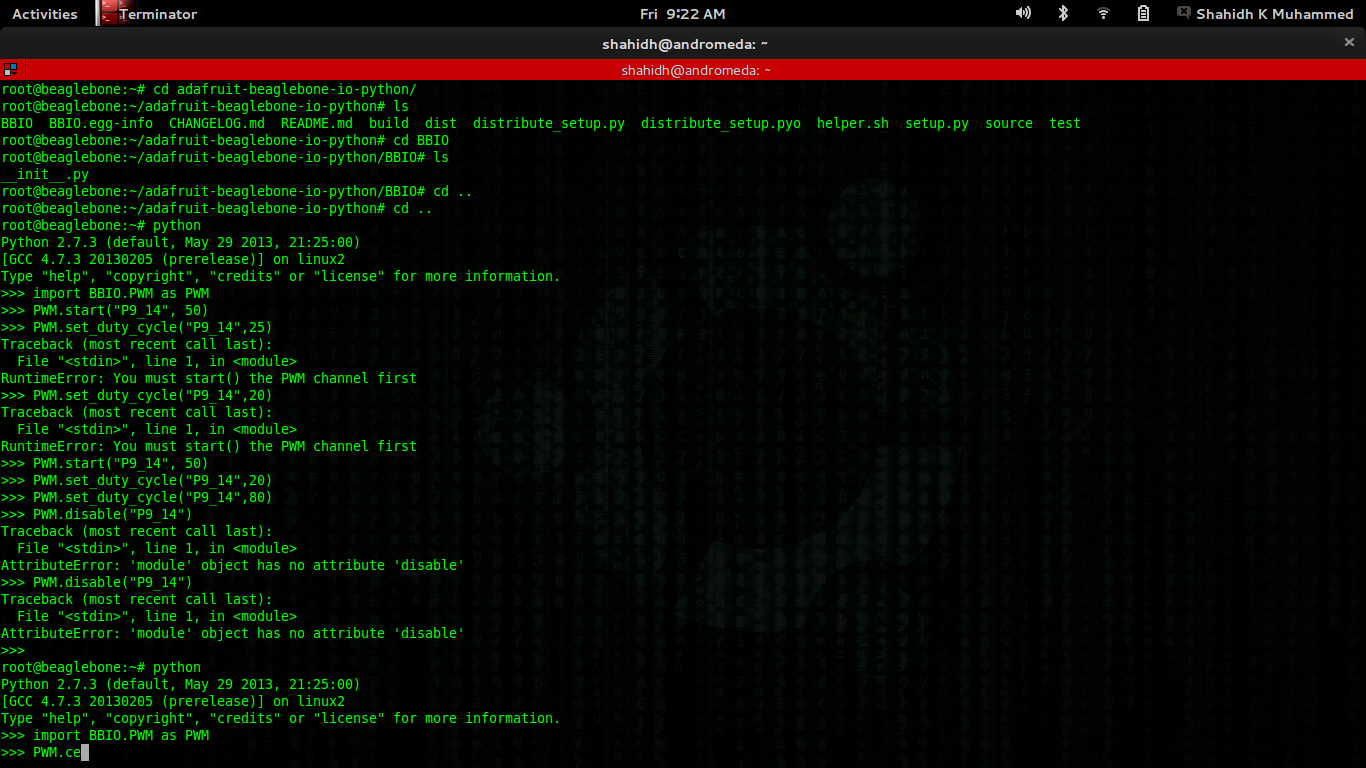 Activities
Terminator
Fri 9:22 AM
Shahidh K Muhammed
shahidh@andromeda: ~
shahidh@andromeda: ~
root@beaglebone:~# cd adafruit-beaglebone-io-python/
root@beaglebone:~/adafruit-beaglebone-io-python# ls
BBIO  BBIO.egg-info  CHANGELOG.md  README.md  build  dist  distribute_setup.py  distribute_setup.pyo  helper.sh  setup.py  source  test
root@beaglebone:~/adafruit-beaglebone-io-python# cd BBIO
root@beaglebone:~/adafruit-beaglebone-io-python/BBIO# ls
__init__.py
root@beaglebone:~/adafruit-beaglebone-io-python/BBIO# cd ..
root@beaglebone:~/adafruit-beaglebone-io-python# cd ..
root@beaglebone:~# python
Python 2.7.3 (default, May 29 2013, 21:25:00)
[GCC 4.7.3 20130205 (prerelease)] on linux2
Type "help", "copyright", "credits" or "license" for more information.
>>> import BBIO.PWM as PWM
>>> PWM.start("P9_14", 50)
>>> PWM.set_duty_cycle("P9_14",25)
Traceback (most recent call last):
  File "<stdin>", line 1, in <module>
RuntimeError: You must start() the PWM channel first
>>> PWM.set_duty_cycle("P9_14",20)
Traceback (most recent call last):
  File "<stdin>", line 1, in <module>
RuntimeError: You must start() the PWM channel first
>>> PWM.start("P9_14", 50)
>>> PWM.set_duty_cycle("P9_14",20)
>>> PWM.set_duty_cycle("P9_14",80)
>>> PWM.disable("P9_14")
Traceback (most recent call last):
  File "<stdin>", line 1, in <module>
AttributeError: 'module' object has no attribute 'disable'
>>> PWM.disable("P9_14")
Traceback (most recent call last):
  File "<stdin>", line 1, in <module>
AttributeError: 'module' object has no attribute 'disable'
>>>
root@beaglebone:~# python
Python 2.7.3 (default, May 29 2013, 21:25:00)
[GCC 4.7.3 20130205 (prerelease)] on linux2
Type "help", "copyright", "credits" or "license" for more information.
>>> import BBIO.PWM as PWM
>>> PWM.ce